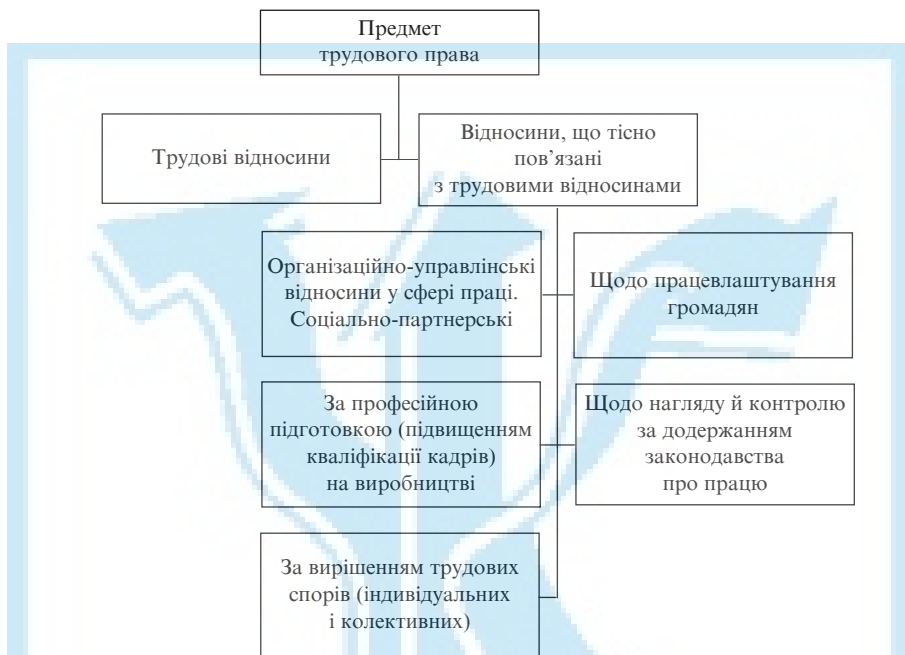 Предмет
трудового права
Трудові відносини
Відносини, що тісно
пов’язані
з трудовими відносинами
Організаційно-управлінські
відносини у сфері праці.
Соціально-партнерські
Щодо працевлаштування
громадян
За професійною
підготовкою (підвищенням
кваліфікації кадрів)
на виробництві
Щодо нагляду й контролю
за додержанням
законодавства
про працю
За вирішенням трудових
спорів (індивідуальних
і колективних)